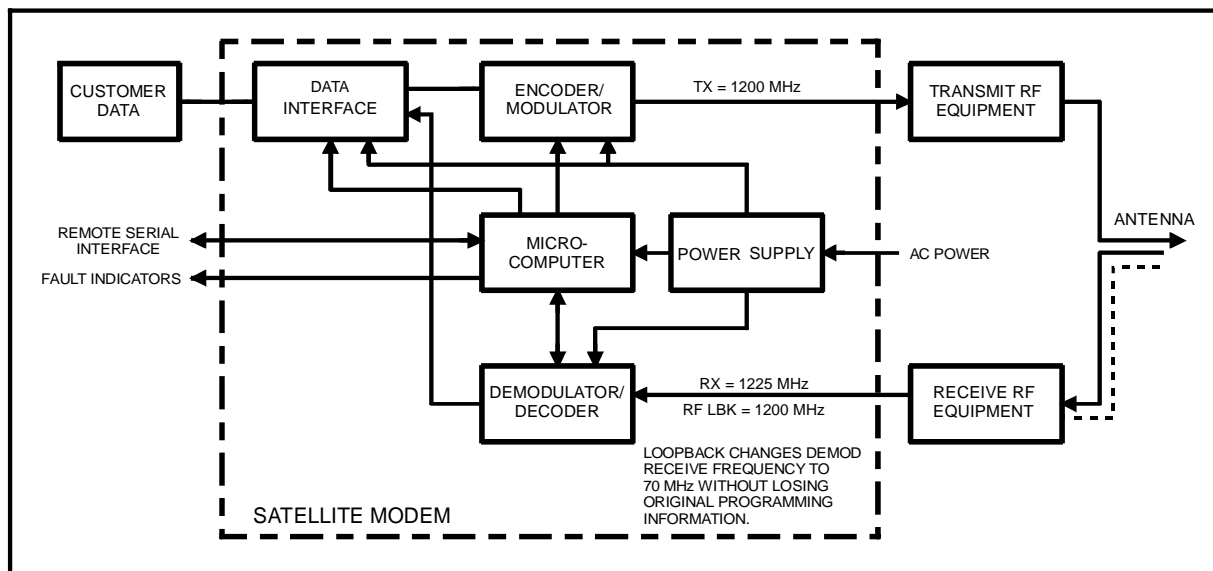 CUSTOMER
DATA
DATA
INTERFACE
ENCODER/
MODULATOR
TX = 1200 MHz
TRANSMIT RF
EQUIPMENT
ANTENNA
REMOTE SERIAL
INTERFACE
FAULT INDICATORS
MICRO-
COMPUTER
POWER SUPPLY
AC POWER
DEMODULATOR/
DECODER
RX = 1225 MHz
RF LBK = 1200 MHz
RECEIVE RF
EQUIPMENT
LOOPBACK CHANGES DEMOD
RECEIVE FREQUENCY TO
70 MHz WITHOUT LOSING
ORIGINAL PROGRAMMING
INFORMATION.
SATELLITE MODEM